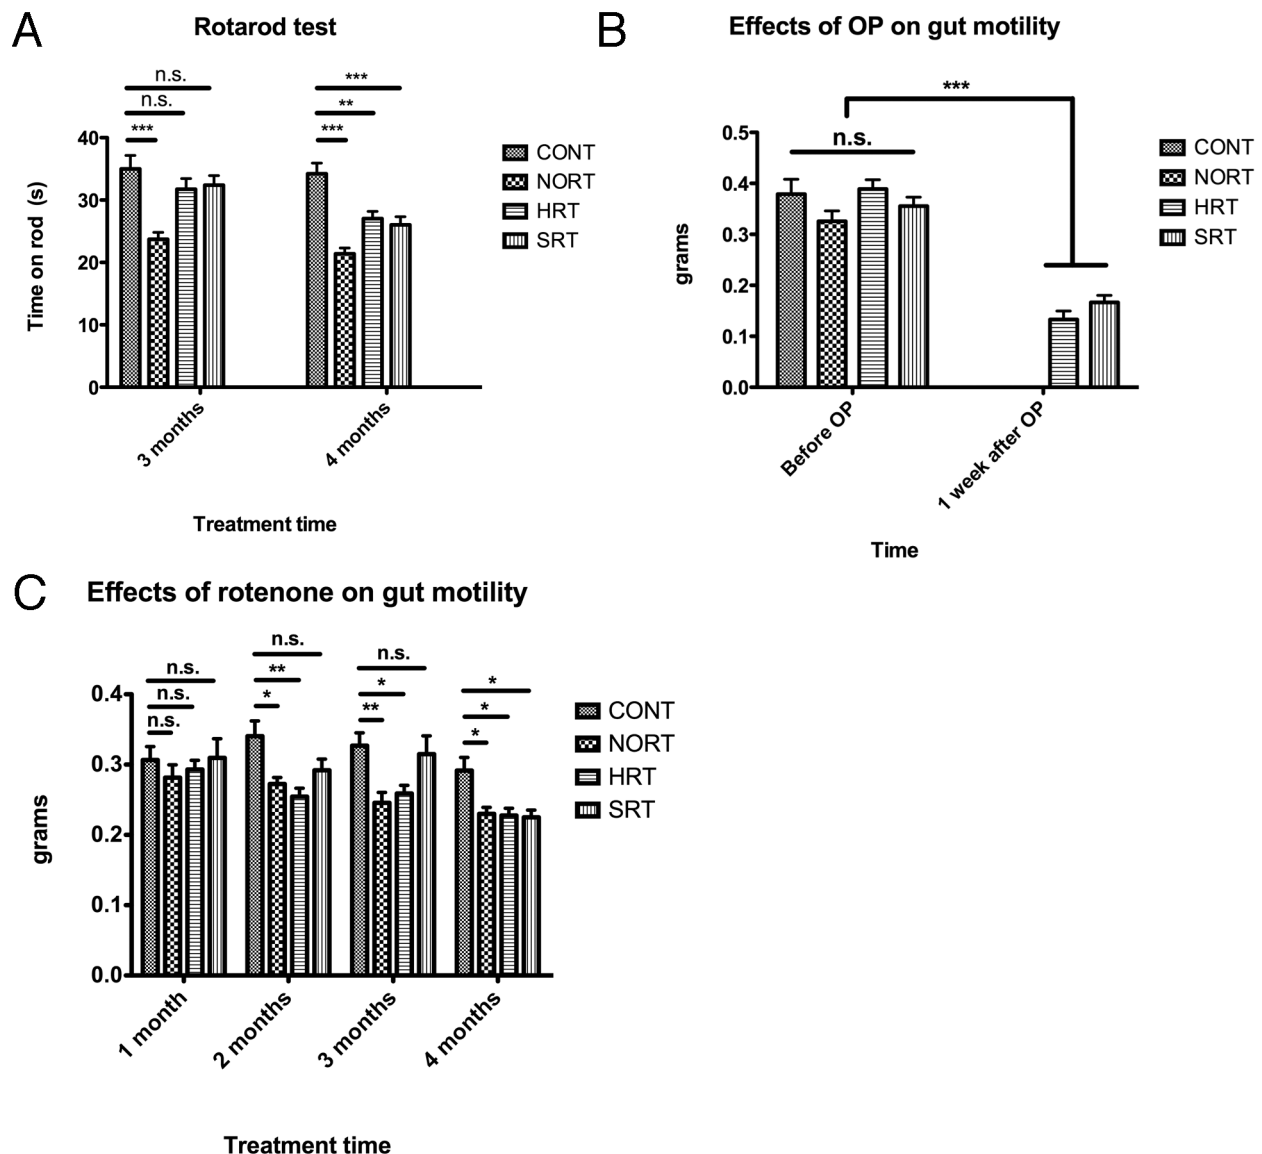 A
Rotarod test
n.s.
n.s.
***
***
**
***
40
30
20
10
0
Time on rod (s)
3 months
4 months
Treatment time
CONT
NORT
HRT
SRT
B
Effects of OP on gut motility
***
n.s.
0.5
0.4
0.3
0.2
0.1
0.0
grams
Before OP
1 week after OP
Time
CONT
NORT
HRT
SRT
C
Effects of rotenone on gut motility
n.s.
n.s.
n.s.
n.s.
**
*
n.s.
*
**
*
*
*
0.4
0.3
0.2
0.1
0.0
grams
1 month
2 months
3 months
4 months
Treatment time
CONT
NORT
HRT
SRT